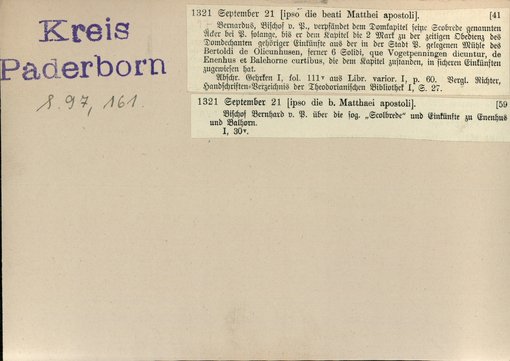 Kreis
Paderborn
S. 97, 161.
1321 September 21 [ipso die beati Matthei apostoli]. [41
Bernardus, Bischof v. P., verpfändet dem Domkapitel seine Scobrede genannten
Äcker bei P. solange, bis er dem Kapitel die 2 Mark zu der zeitigen Obedienz des
Domdechanten gehöriger Einkünfte aus der in der Stadt P. gelegenen Mühle des
Bertoldi de Olicunhusen, ferner 6 Solidi, que Vogetpenningen dicuntur, de
Enenhus et Balehorne curtibus, die dem Kapitel zustanden, in sicheren Einkünften
zugewiesen hat.
Abschr. Gehrken I, fol. 111v aus Libr. varior. I, p. 60. Vergl. Richter,
Handschriften-Verzeichnis der Theodorianischen Bibliothek I, S. 27.
1321 September 21 [ipso die b. Matthaei apostoli]. [59
Bischof Bernhard v. P. über die sog. „Scolbrede“ und Einkünfte zu Enenhus
und Balhorn.
I, 30v.